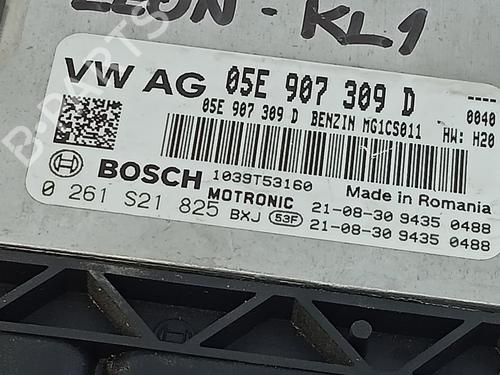 LEON - KL1
VW AG 05E 907 309 D 0040
05E 907 309 D BENZIN MG1CS011 HW: H20
BOSCH 1039T53160 Made in Romania
MOTRONIC 21-08-30 9435 0488
0 261 S21 825 BXJ 53F 21-08-30 9435 0488
B-PARTS